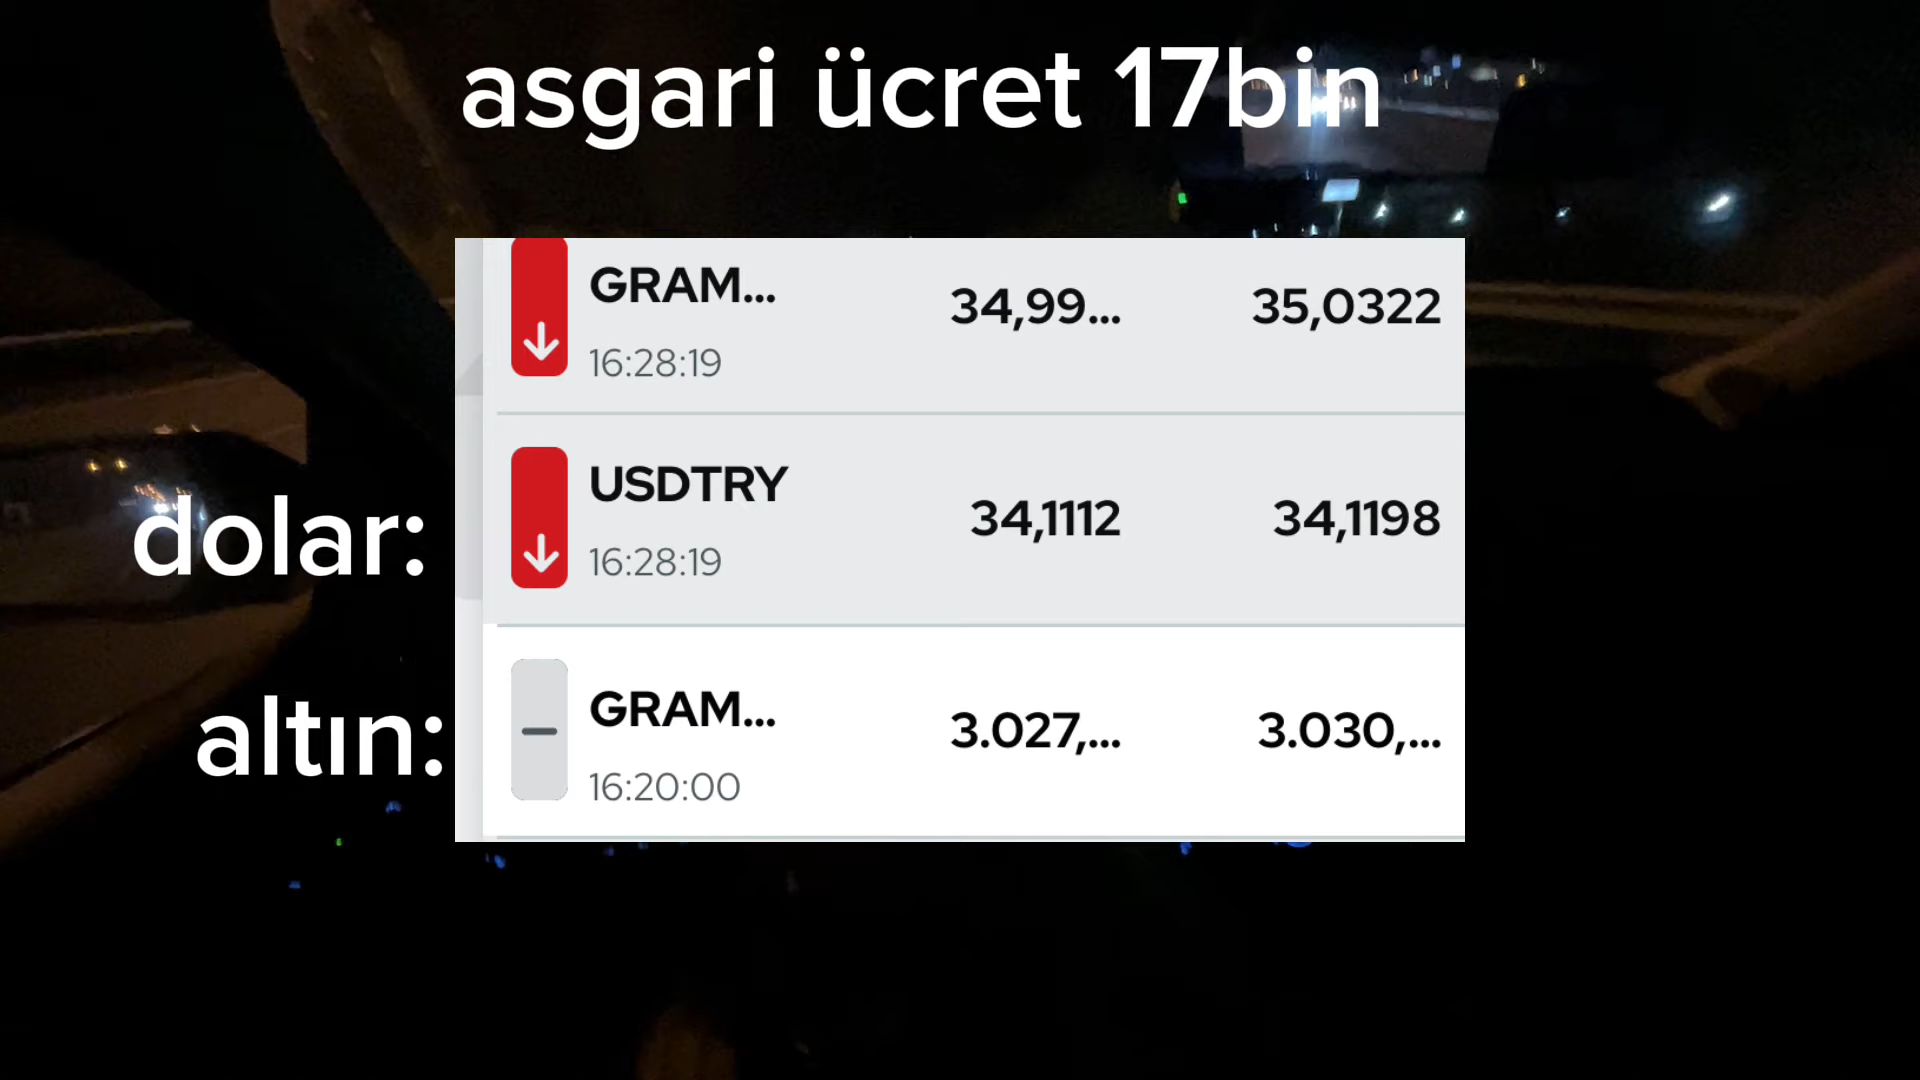 asgari ücret 17bin
GRAM... 34,99... 35,0322
16:28:19
dolar: USDTRY 34,1112 34,1198
16:28:19
altın: GRAM... 3.027,... 3.030,...
16:20:00